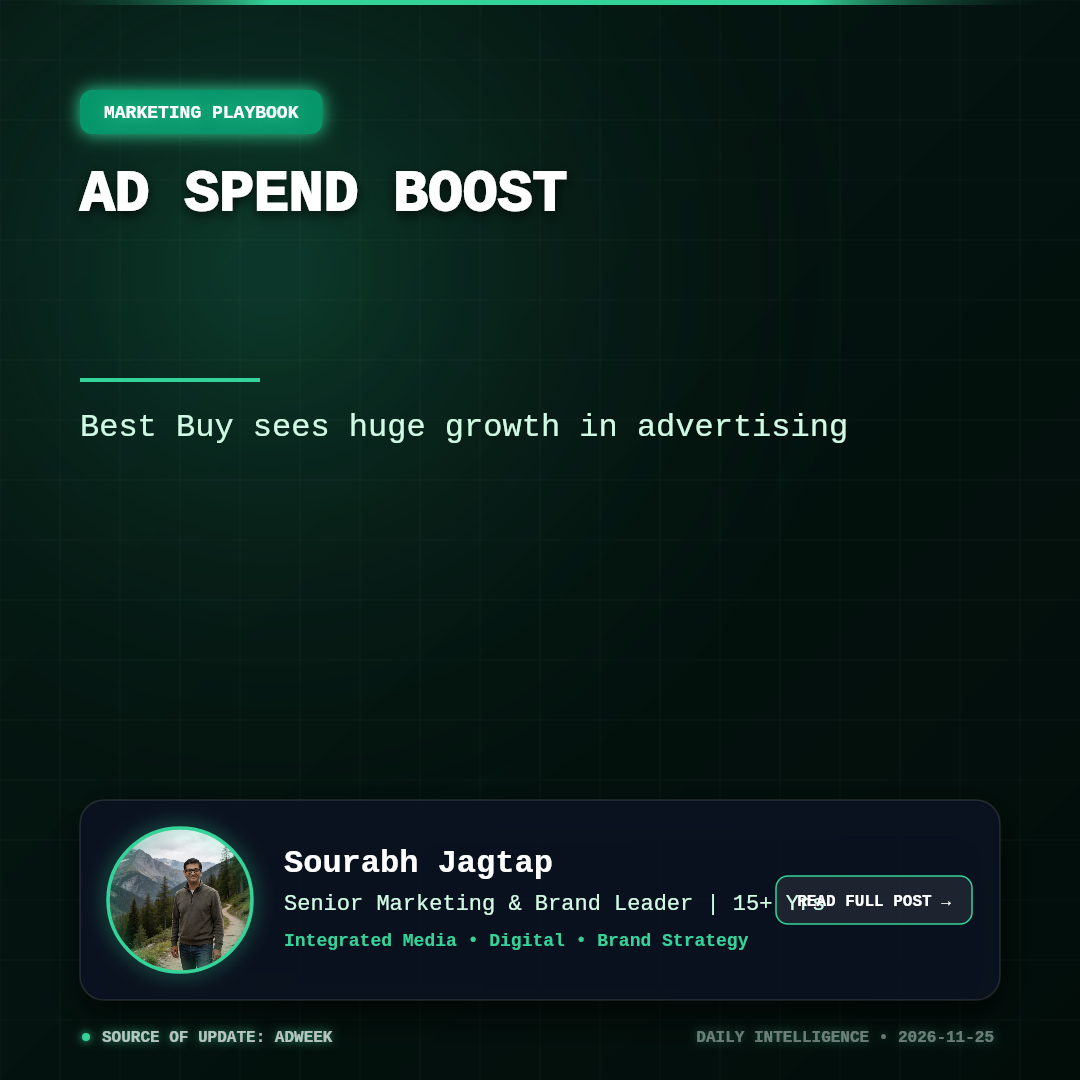 MARKETING PLAYBOOK
AD SPEND BOOST
Best Buy sees huge growth in advertising
Sourabh Jagtap
Senior Marketing & Brand Leader | 15+ Yrs
READ FULL POST →
Integrated Media • Digital • Brand Strategy
SOURCE OF UPDATE: ADWEEK
DAILY INTELLIGENCE • 2026-11-25